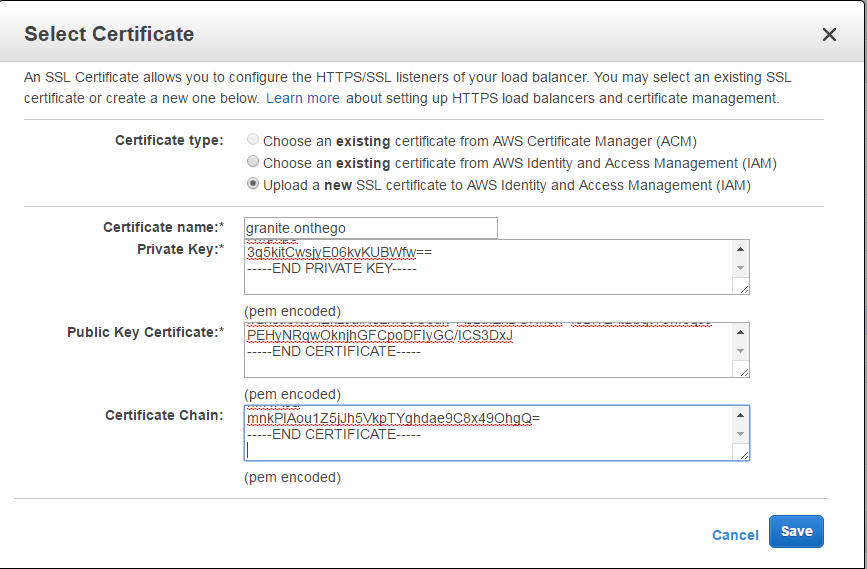 Select Certificate
An SSL Certificate allows you to configure the HTTPS/SSL listeners of your load balancer. You may select an existing SSL
certificate or create a new one below. Learn more about setting up HTTPS load balancers and certificate management.
Certificate type:
Choose an existing certificate from AWS Certificate Manager (ACM)
Choose an existing certificate from AWS Identity and Access Management (IAM)
Upload a new SSL certificate to AWS Identity and Access Management (IAM)
Certificate name:* granite.onthego
Private Key:*
3q5kitCwsjyE06kvKUBWfw==
-----END PRIVATE KEY-----
(pem encoded)
Public Key Certificate:*
PEHyNRqwOknjhGFCpoDFIyGC/ICS3DxJ
-----END CERTIFICATE-----
(pem encoded)
Certificate Chain:
mnkPIAou1Z5jJh5VkpTYghdae9C8x49OhgQ=
-----END CERTIFICATE-----
(pem encoded)
Cancel Save